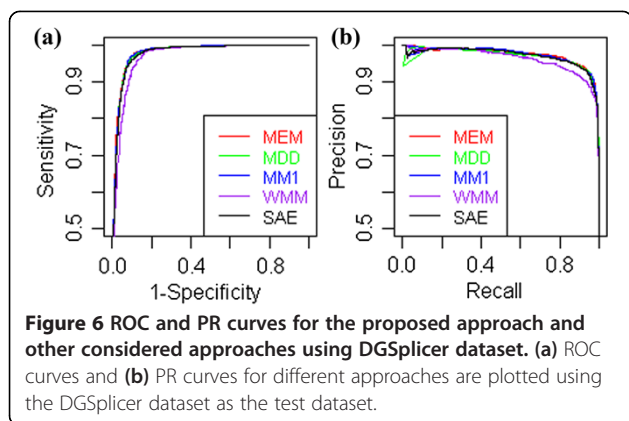 (a)
Sensitivity
0.5 0.7 0.9
MEM
MDD
MM1
WMM
SAE
0.0 0.4 0.8
1-Specificity
(b)
Precision
0.5 0.7 0.9
MEM
MDD
MM1
WMM
SAE
0.0 0.4 0.8
Recall
Figure 6 ROC and PR curves for the proposed approach and
other considered approaches using DGSplicer dataset. (a) ROC
curves and (b) PR curves for different approaches are plotted using
the DGSplicer dataset as the test dataset.